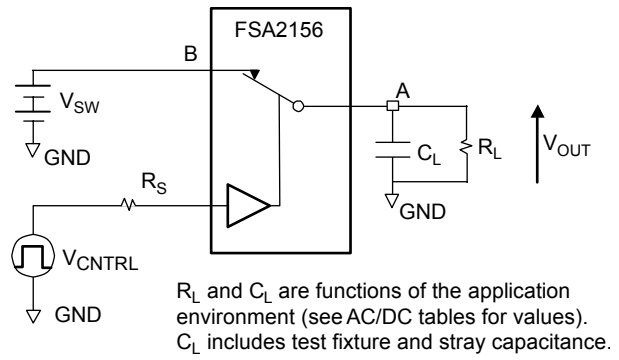 FSA2156
B
A
V_SW
GND
C_L
R_L
V_OUT
R_S
GND
V_CNTRL
GND
R_L and C_L are functions of the application
environment (see AC/DC tables for values).
C_L includes test fixture and stray capacitance.